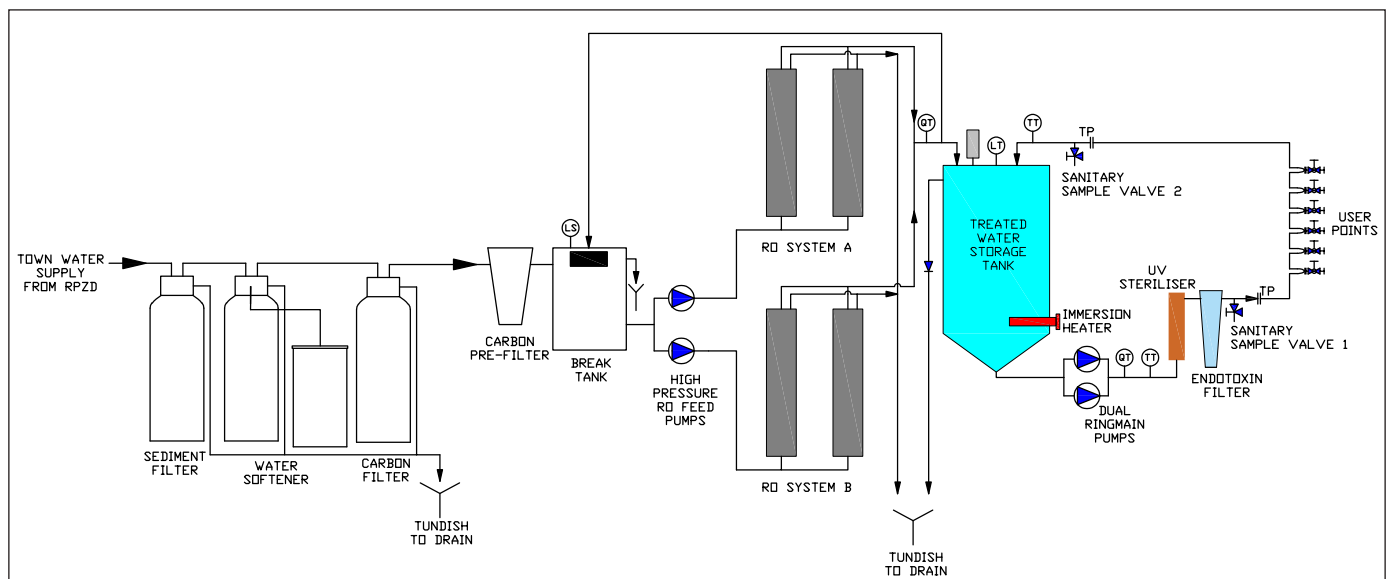 TOWN WATER
SUPPLY
FROM RPZD
SEDIMENT
FILTER
WATER
SOFTENER
CARBON
FILTER
TUNDISH
TO DRAIN
CARBON
PRE-FILTER
LS
BREAK
TANK
HIGH
PRESSURE
RO FEED
PUMPS
RO SYSTEM A
RO SYSTEM B
TUNDISH
TO DRAIN
QT
LT
TT
TP
SANITARY
SAMPLE VALVE 2
TREATED
WATER
STORAGE
TANK
IMMERSION
HEATER
DUAL
RINGMAIN
PUMPS
QT
TT
UV
STERILISER
ENDOTOXIN
FILTER
TP
SANITARY
SAMPLE VALVE 1
USER
POINTS